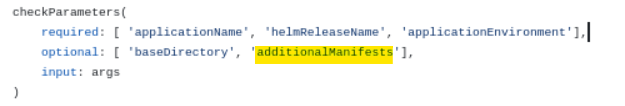 checkParameters(
    required: [ 'applicationName', 'helmReleaseName', 'applicationEnvironment'],
    optional: [ 'baseDirectory', 'additionalManifests'],
    input: args
)